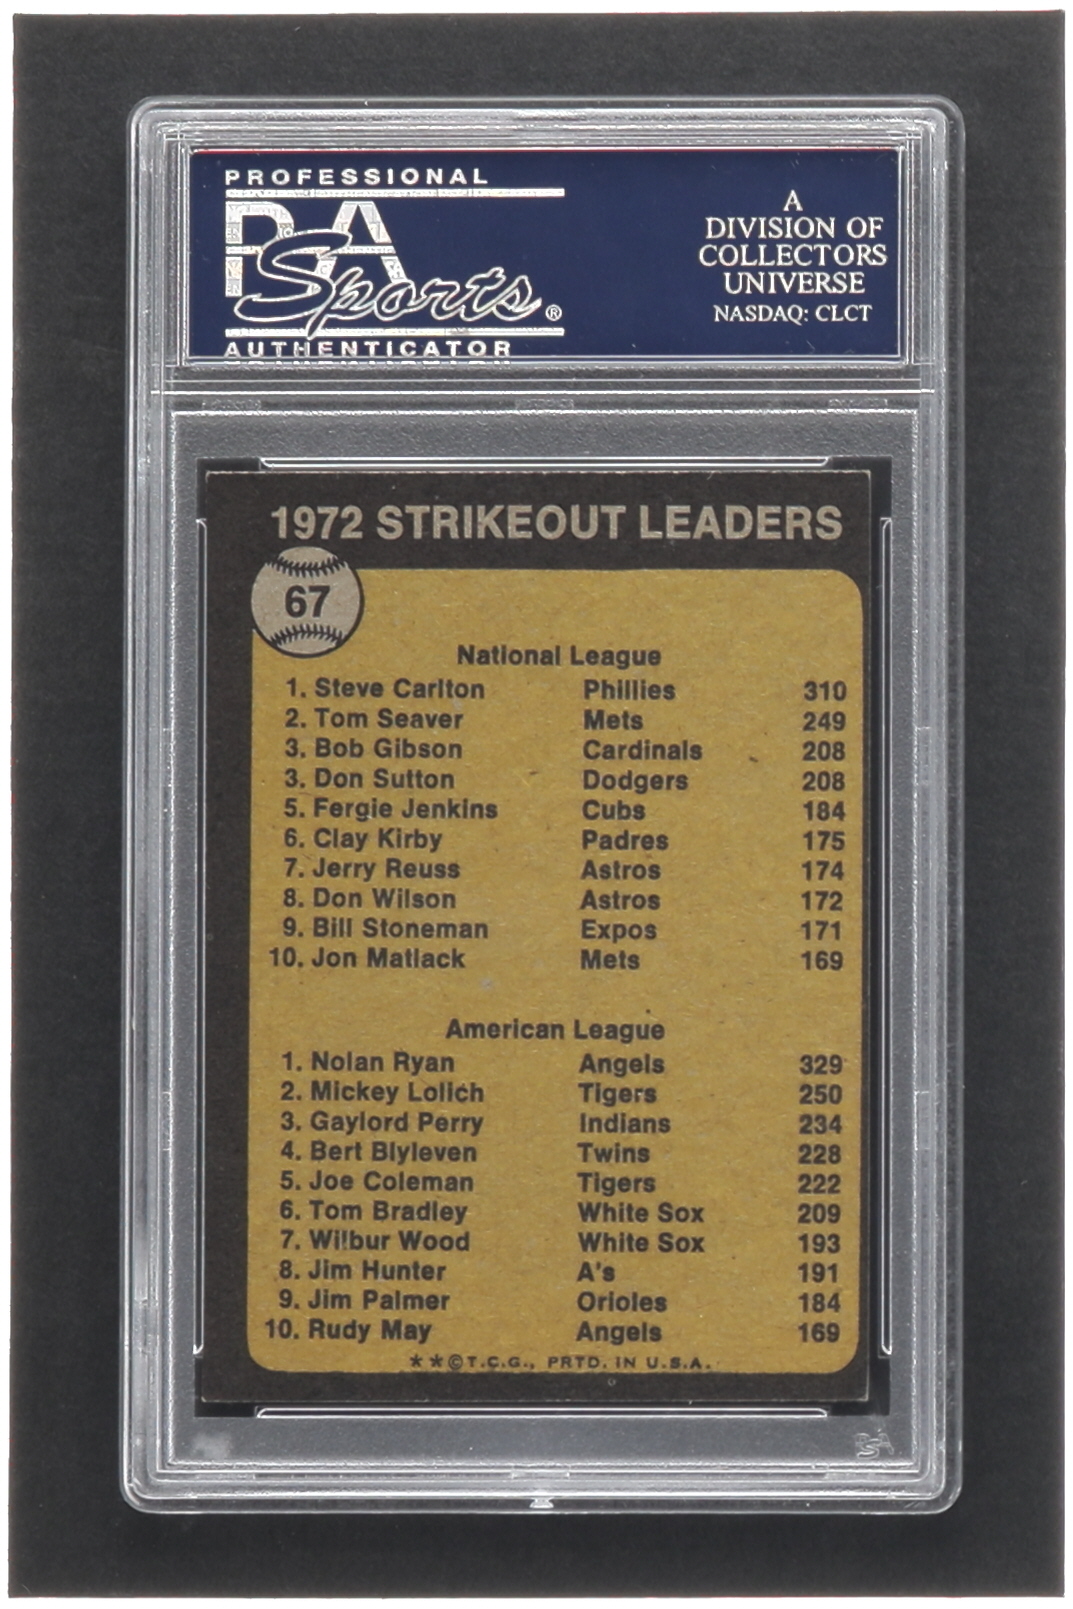 PROFESSIONAL
PSA
Sports®
AUTHENTICATOR
A
DIVISION OF
COLLECTORS
UNIVERSE
NASDAQ: CLCT
1972 STRIKEOUT LEADERS
67
National League
1. Steve Carlton Phillies 310
2. Tom Seaver Mets 249
3. Bob Gibson Cardinals 208
3. Don Sutton Dodgers 208
5. Fergie Jenkins Cubs 184
6. Clay Kirby Padres 175
7. Jerry Reuss Astros 174
8. Don Wilson Astros 172
9. Bill Stoneman Expos 171
10. Jon Matlack Mets 169
American League
1. Nolan Ryan Angels 329
2. Mickey Lolich Tigers 250
3. Gaylord Perry Indians 234
4. Bert Blyleven Twins 228
5. Joe Coleman Tigers 222
6. Tom Bradley White Sox 209
7. Wilbur Wood White Sox 193
8. Jim Hunter A's 191
9. Jim Palmer Orioles 184
10. Rudy May Angels 169
**©T.C.G., PRTD. IN U.S.A.
PSA